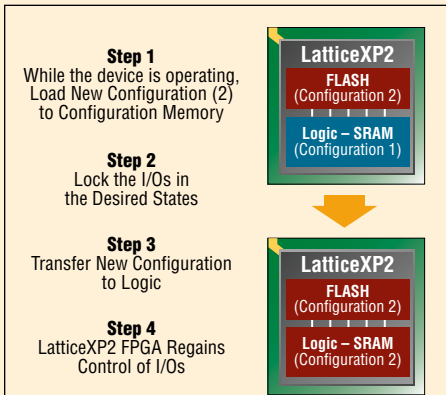 Step 1
While the device is operating,
Load New Configuration (2)
to Configuration Memory
Step 2
Lock the I/Os in
the Desired States
Step 3
Transfer New Configuration
to Logic
Step 4
LatticeXP2 FPGA Regains
Control of I/Os
LatticeXP2
FLASH
(Configuration 2)
Logic – SRAM
(Configuration 1)
LatticeXP2
FLASH
(Configuration 2)
Logic – SRAM
(Configuration 2)